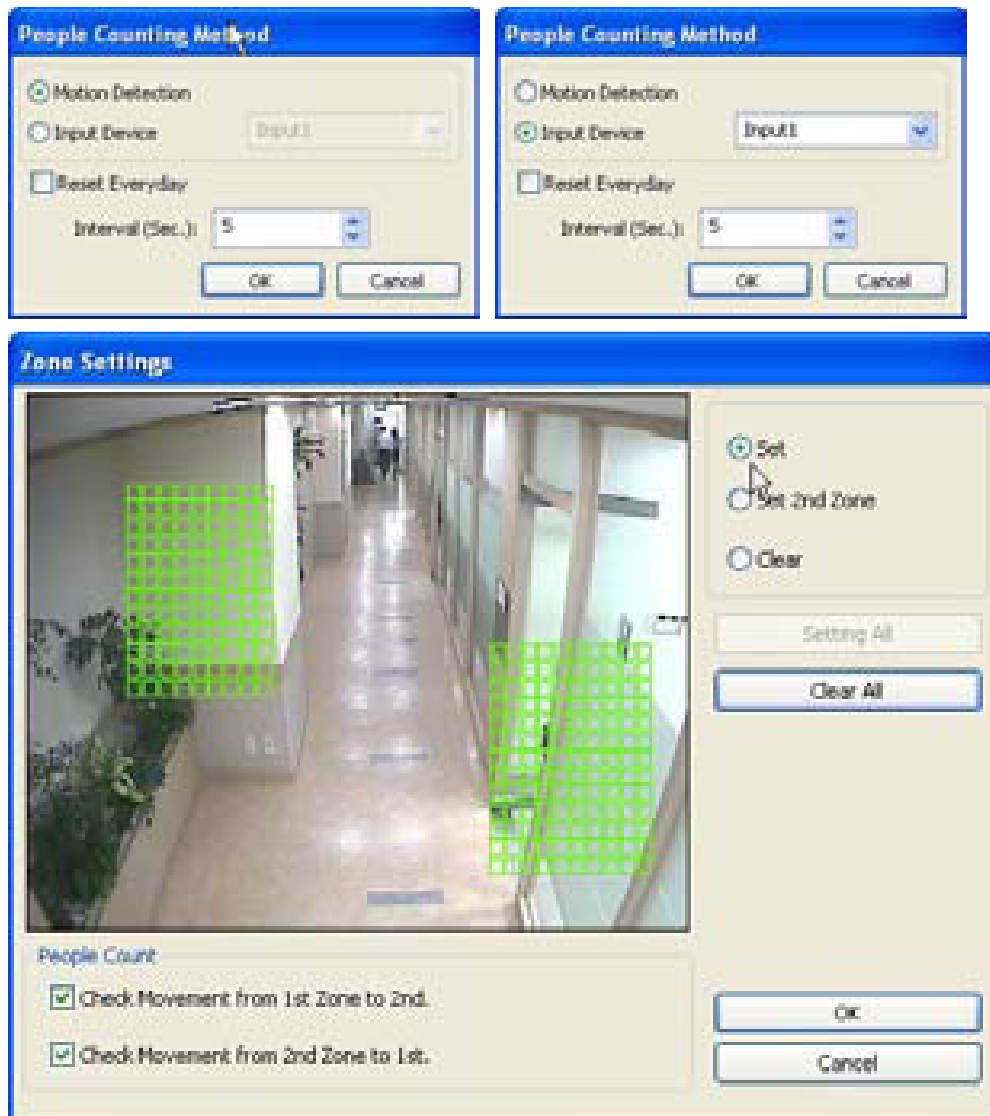 People Counting Method
Motion Detection
Input Device
Input1
Reset Everyday
Interval (Sec.):
5
OK
Cancel
People Counting Method
Motion Detection
Input Device
Input1
Reset Everyday
Interval (Sec.):
5
OK
Cancel
Zone Settings
Set
Set 2nd Zone
Clear
Setting All
Clear All
People Count
Check Movement from 1st Zone to 2nd.
Check Movement from 2nd Zone to 1st.
OK
Cancel